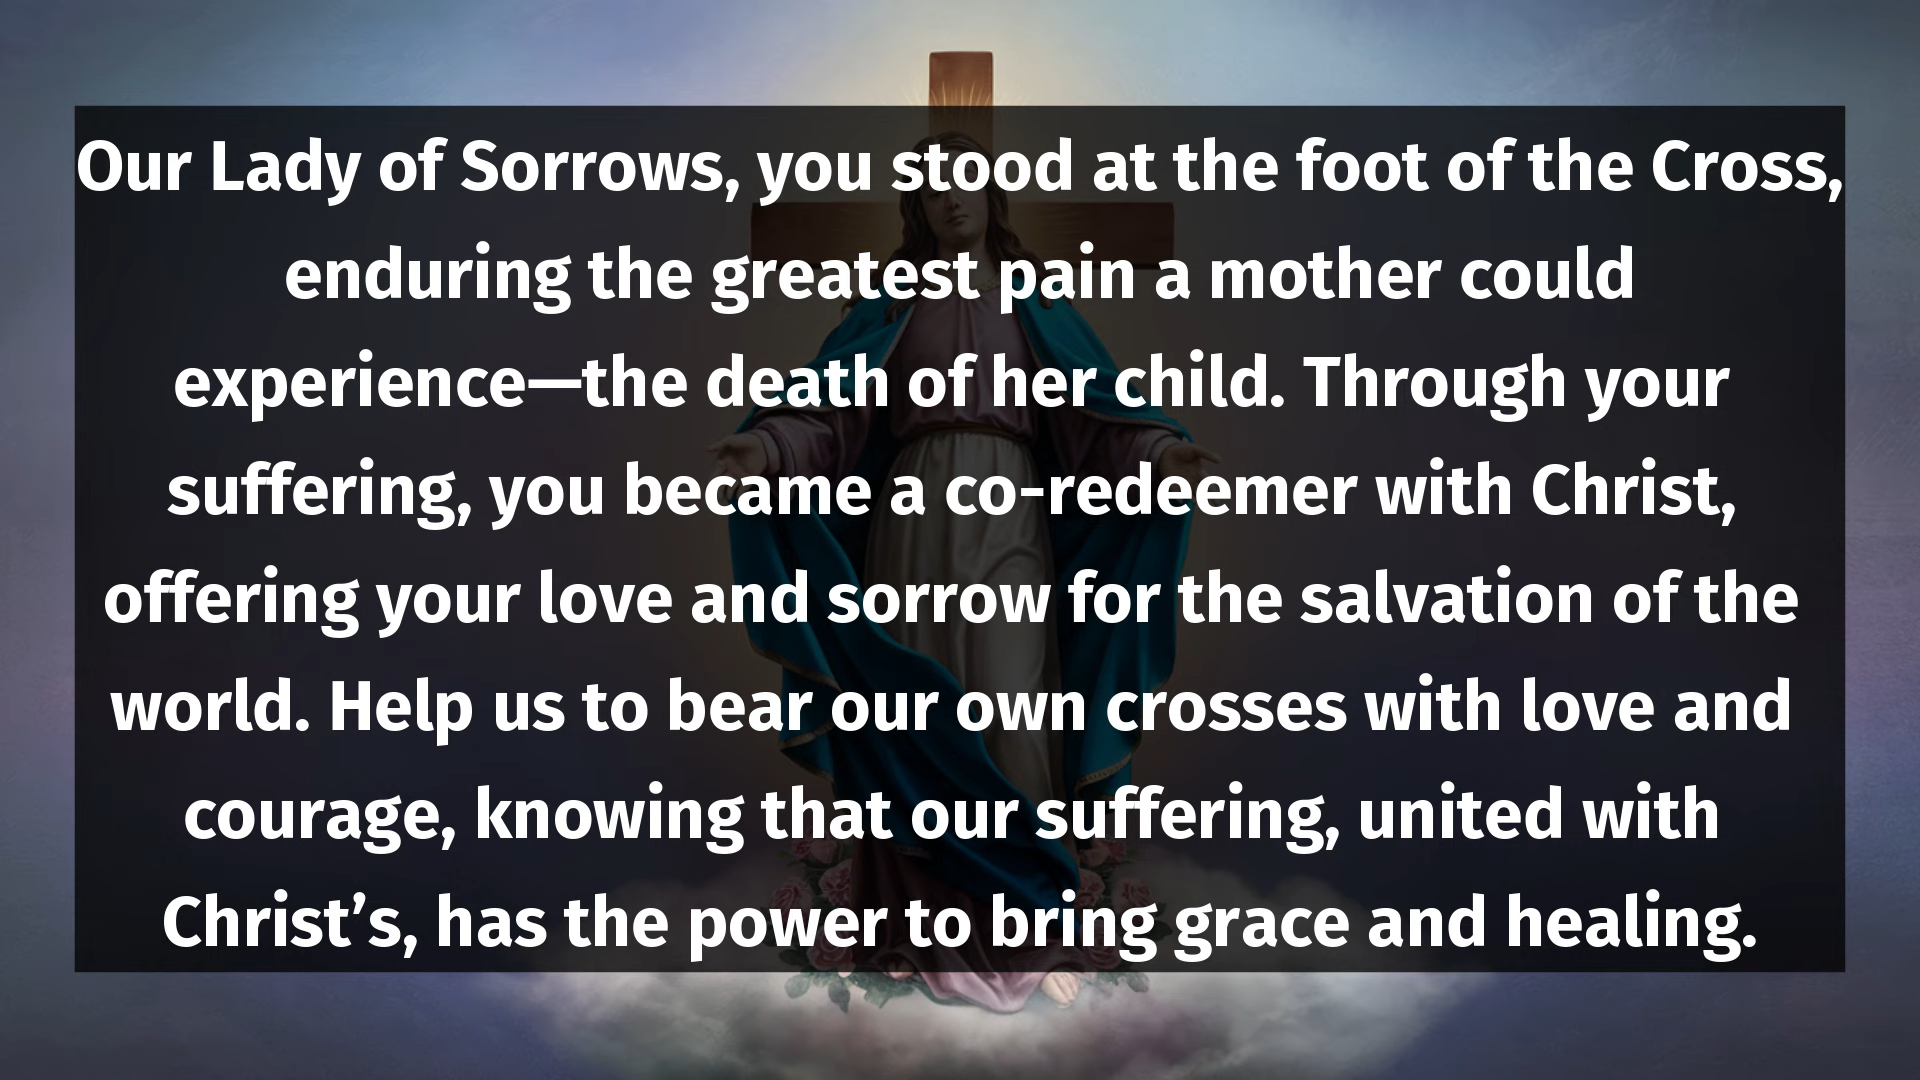 Our Lady of Sorrows, you stood at the foot of the Cross,
enduring the greatest pain a mother could
experience—the death of her child. Through your
suffering, you became a co-redeemer with Christ,
offering your love and sorrow for the salvation of the
world. Help us to bear our own crosses with love and
courage, knowing that our suffering, united with
Christ’s, has the power to bring grace and healing.